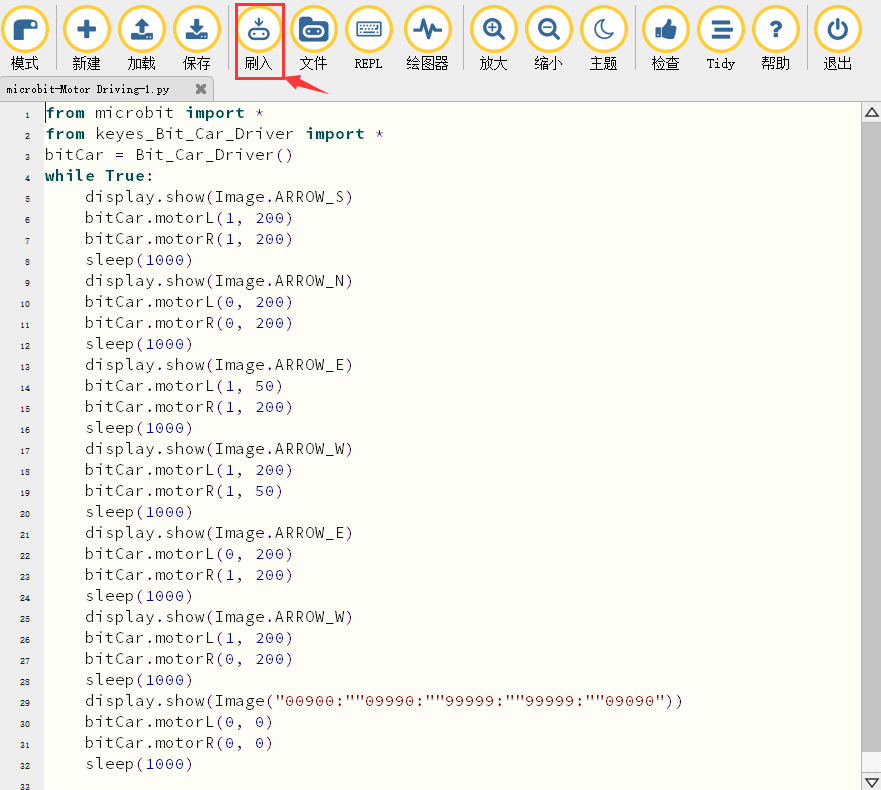 模式 新建 加载 保存 刷入 文件 REPL 绘图器 放大 缩小 主题 检查 Tidy 帮助 退出
microbit-Motor Driving-1.py
1 from microbit import *
2 from keyes_Bit_Car_Driver import *
3 bitCar = Bit_Car_Driver()
4 while True:
5 display.show(Image.ARROW_S)
6 bitCar.motorL(1, 200)
7 bitCar.motorR(1, 200)
8 sleep(1000)
9 display.show(Image.ARROW_N)
10 bitCar.motorL(0, 200)
11 bitCar.motorR(0, 200)
12 sleep(1000)
13 display.show(Image.ARROW_E)
14 bitCar.motorL(1, 50)
15 bitCar.motorR(1, 200)
16 sleep(1000)
17 display.show(Image.ARROW_W)
18 bitCar.motorL(1, 200)
19 bitCar.motorR(1, 50)
20 sleep(1000)
21 display.show(Image.ARROW_E)
22 bitCar.motorL(0, 200)
23 bitCar.motorR(1, 200)
24 sleep(1000)
25 display.show(Image.ARROW_W)
26 bitCar.motorL(1, 200)
27 bitCar.motorR(0, 200)
28 sleep(1000)
29 display.show(Image("00900:""09990:""99999:""99999:""09090"))
30 bitCar.motorL(0, 0)
31 bitCar.motorR(0, 0)
32 sleep(1000)
33